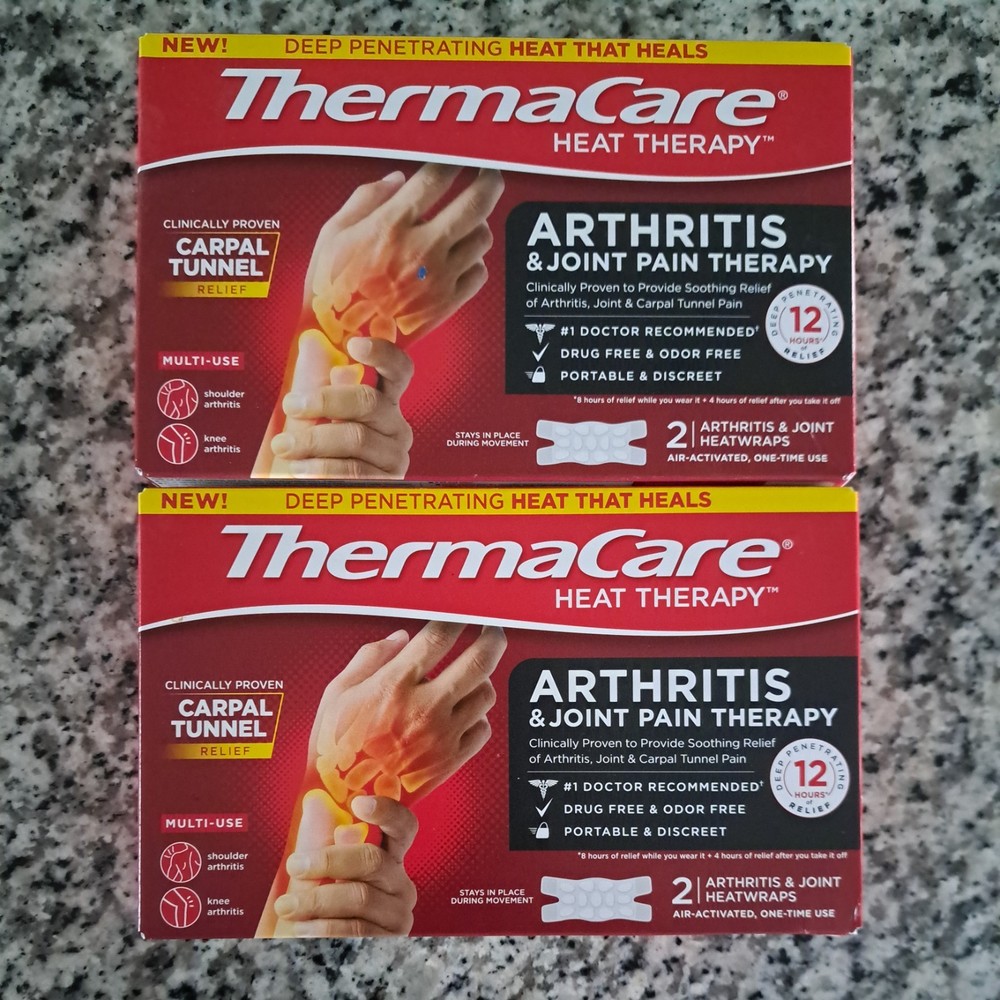 NEW! DEEP PENETRATING HEAT THAT HEALS
ThermaCare®
HEAT THERAPY™
CLINICALLY PROVEN
CARPAL
TUNNEL
RELIEF
MULTI-USE
shoulder
arthritis
knee
arthritis
ARTHRITIS
& JOINT PAIN THERAPY
Clinically Proven to Provide Soothing Relief
of Arthritis, Joint & Carpal Tunnel Pain
#1 DOCTOR RECOMMENDED†
DRUG FREE & ODOR FREE
PORTABLE & DISCREET
DEEP PENETRATING
12
HOURS*
of
RELIEF
*8 hours of relief while you wear it + 4 hours of relief after you take it off
STAYS IN PLACE
DURING MOVEMENT
2 ARTHRITIS & JOINT
HEATWRAPS
AIR-ACTIVATED, ONE-TIME USE
NEW! DEEP PENETRATING HEAT THAT HEALS
ThermaCare®
HEAT THERAPY™
CLINICALLY PROVEN
CARPAL
TUNNEL
RELIEF
MULTI-USE
shoulder
arthritis
knee
arthritis
ARTHRITIS
& JOINT PAIN THERAPY
Clinically Proven to Provide Soothing Relief
of Arthritis, Joint & Carpal Tunnel Pain
#1 DOCTOR RECOMMENDED†
DRUG FREE & ODOR FREE
PORTABLE & DISCREET
DEEP PENETRATING
12
HOURS*
of
RELIEF
*8 hours of relief while you wear it + 4 hours of relief after you take it off
STAYS IN PLACE
DURING MOVEMENT
2 ARTHRITIS & JOINT
HEATWRAPS
AIR-ACTIVATED, ONE-TIME USE